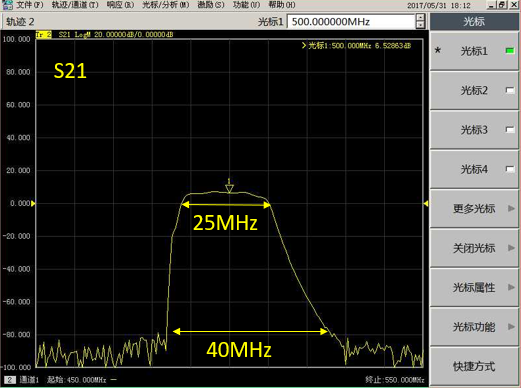 文件(F) 轨迹/通道(T) 响应(R) 光标/分析(M) 激励(S) 功能(U) 帮助(H) 2017/05/31 18:12
轨迹 2 光标1 500.000000MHz 光标
Tr 2 S21 LogM 20.00000dB/0.00000dB
>光标1:500.000MHz 6.52863dB
100.000
80.000
60.000
40.000
20.000
0.000
-20.000
-40.000
-60.000
-80.000
-100.000
S21
1
25MHz
40MHz
* 光标1
光标2
光标3
光标4
更多光标
关闭光标
光标属性
光标功能
快捷方式
2 通道1 起始:450.000MHz — 终止:550.000MHz